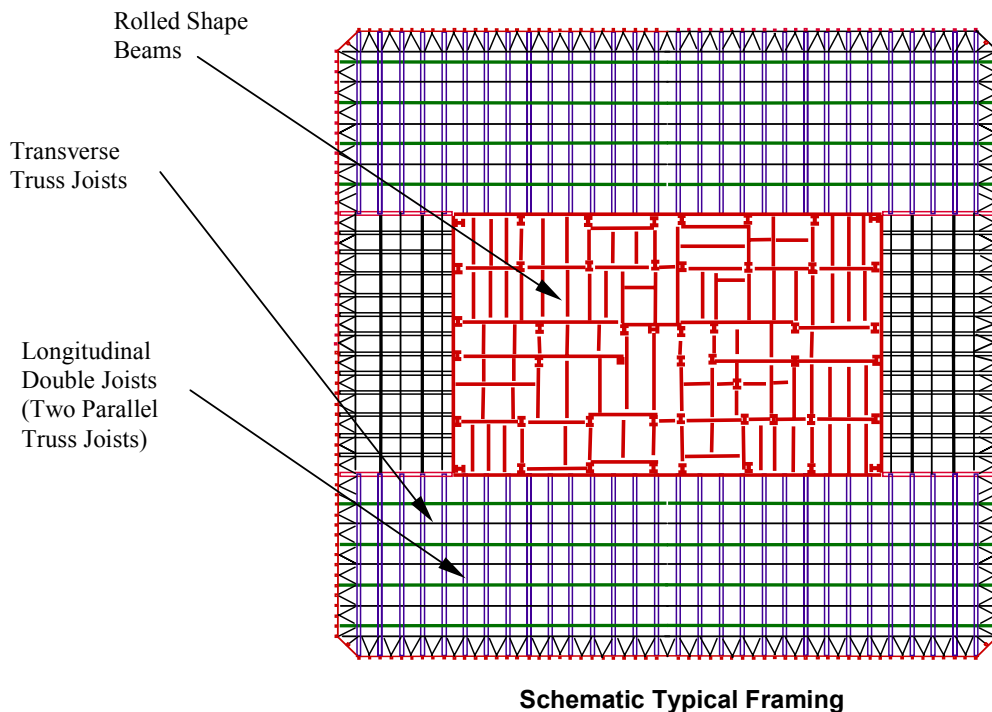 Rolled Shape
Beams
Transverse
Truss Joists
Longitudinal
Double Joists
(Two Parallel
Truss Joists)
Schematic Typical Framing